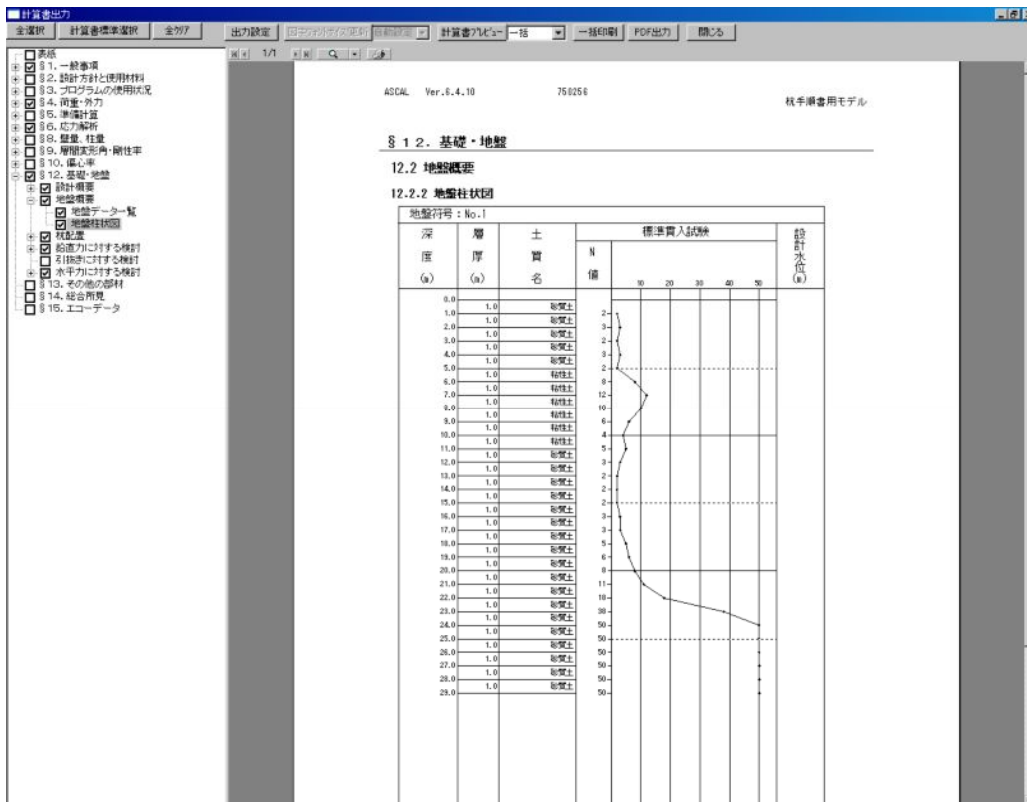 計算書出力
全選択 計算書標準選択 全クリア 出力設定 自動設定 計算書プレビュー 一括 一括印刷 PDF出力 閉じる
1/1
表紙
§1. 一般事項
§2. 設計方針と使用材料
§3. プログラムの使用状況
§4. 荷重・外力
§5. 準備計算
§6. 応力解析
§8. 壁量、柱量
§9. 層間変形角・剛性率
§10. 偏心率
§12. 基礎・地盤
設計概要
地盤概要
地盤データ一覧
地盤柱状図
杭配置
鉛直力に対する検討
引抜きに対する検討
水平力に対する検討
§13. その他の部材
§14. 総合所見
§15. エコーデータ
ASCAL Ver.6.4.10 750256
杭手順書用モデル
§12. 基礎・地盤
12.2 地盤概要
12.2.2 地盤柱状図
地盤符号:No.1
深度(m) 層厚(m) 土質名 標準貫入試験 設計水位(m)
N値
10 20 30 40 50
0.0
1.0 砂質土
1.0 2
1.0 砂質土
2.0 3
1.0 砂質土
3.0 2
1.0 砂質土
4.0 3
1.0 砂質土
5.0 2
1.0 粘性土
6.0 8
1.0 粘性土
7.0 12
1.0 粘性土
8.0 10
1.0 粘性土
9.0 6
1.0 粘性土
10.0 4
1.0 粘性土
11.0 5
1.0 砂質土
12.0 3
1.0 砂質土
13.0 2
1.0 砂質土
14.0 2
1.0 砂質土
15.0 2
1.0 砂質土
16.0 3
1.0 砂質土
17.0 3
1.0 砂質土
18.0 5
1.0 砂質土
19.0 6
1.0 砂質土
20.0 8
1.0 砂質土
21.0 11
1.0 砂質土
22.0 18
1.0 砂質土
23.0 38
1.0 砂質土
24.0 50
1.0 砂質土
25.0 50
1.0 砂質土
26.0 50
1.0 砂質土
27.0 50
1.0 砂質土
28.0 50
1.0 砂質土
29.0 50